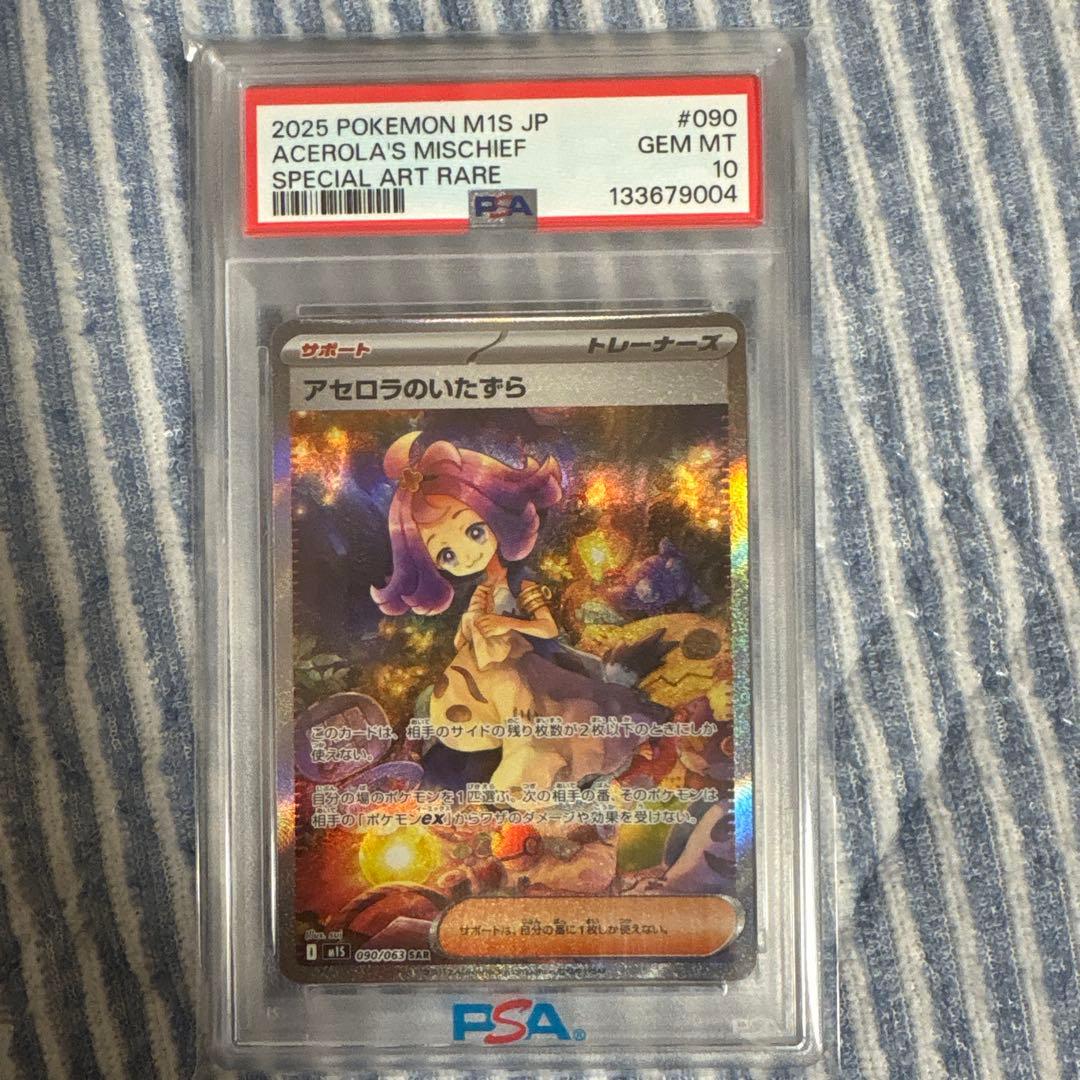 2025 POKEMON M1S JP #090
ACEROLA'S MISCHIEF GEM MT
SPECIAL ART RARE 10
PSA 133679004
サポート トレーナーズ
アセロラのいたずら
このカードは、相手のサイドの残り枚数が2枚以下のときにしか
使えない。
自分の場のポケモンを1匹選ぶ。次の相手の番、そのポケモンは
相手の「ポケモンex」からワザのダメージや効果を受けない。
サポートは、自分の番に1枚しか使えない。
Illus. sui
I M1S 090/063 SAR
PSA